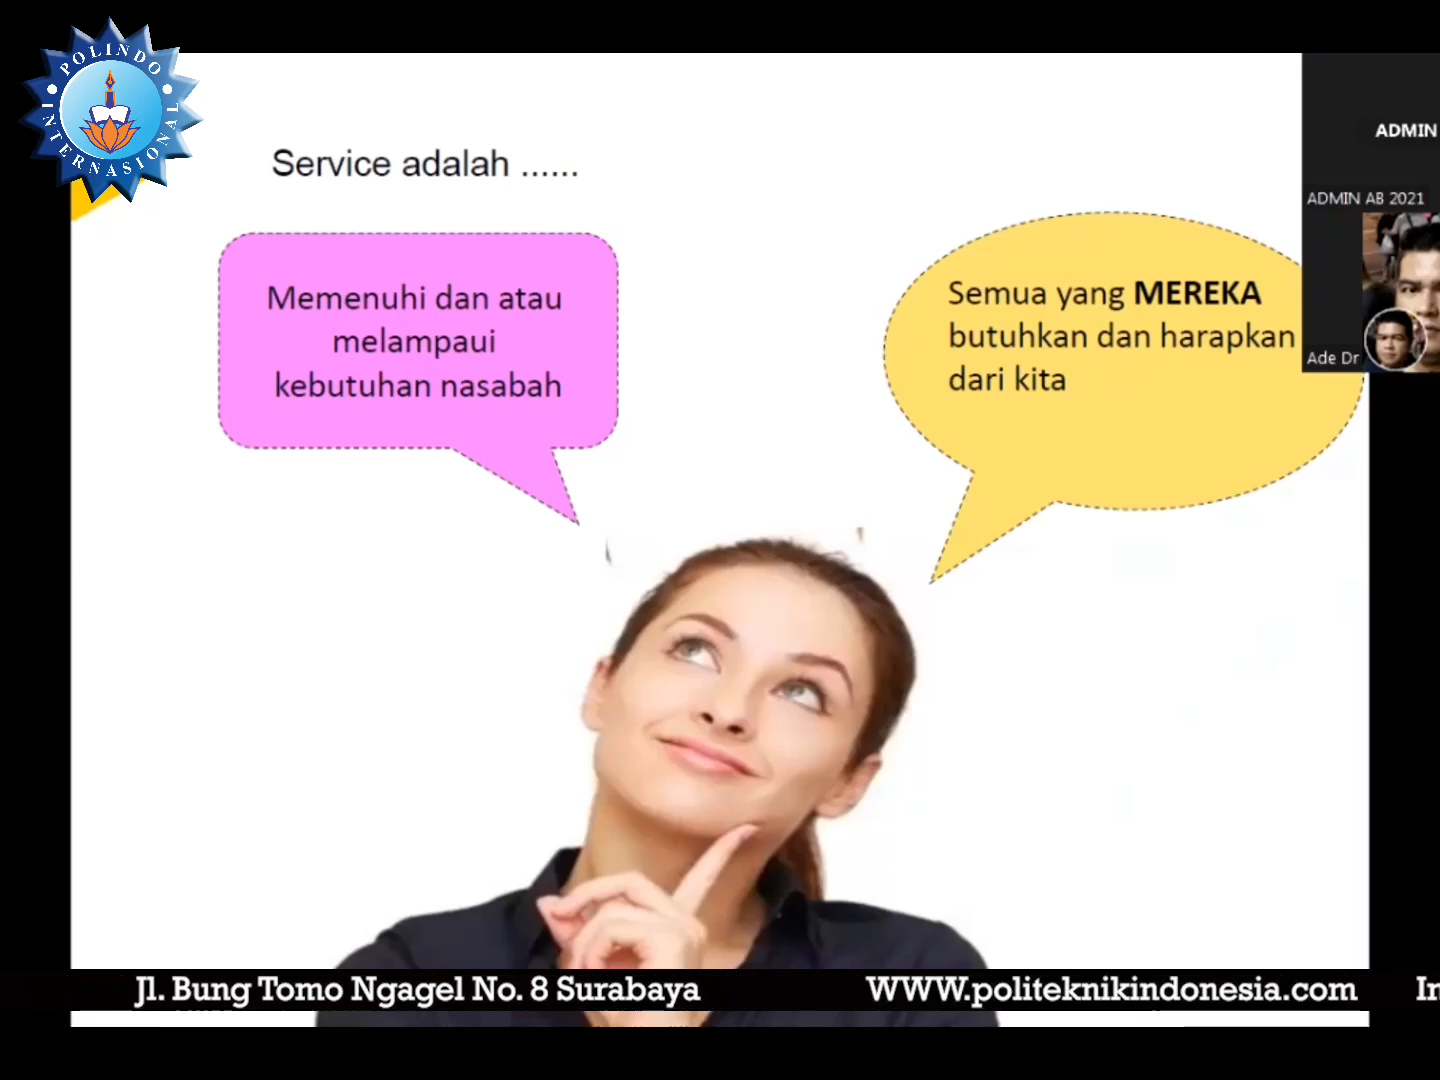 POLINDO
INTERNASIONAL
Service adalah ......
Memenuhi dan atau
melampaui
kebutuhan nasabah
Semua yang MEREKA
butuhkan dan harapkan
dari kita
ADMIN
ADMIN AB 2021
Ade Dr
Jl. Bung Tomo Ngagel No. 8 Surabaya
WWW.politeknikindonesia.com
In